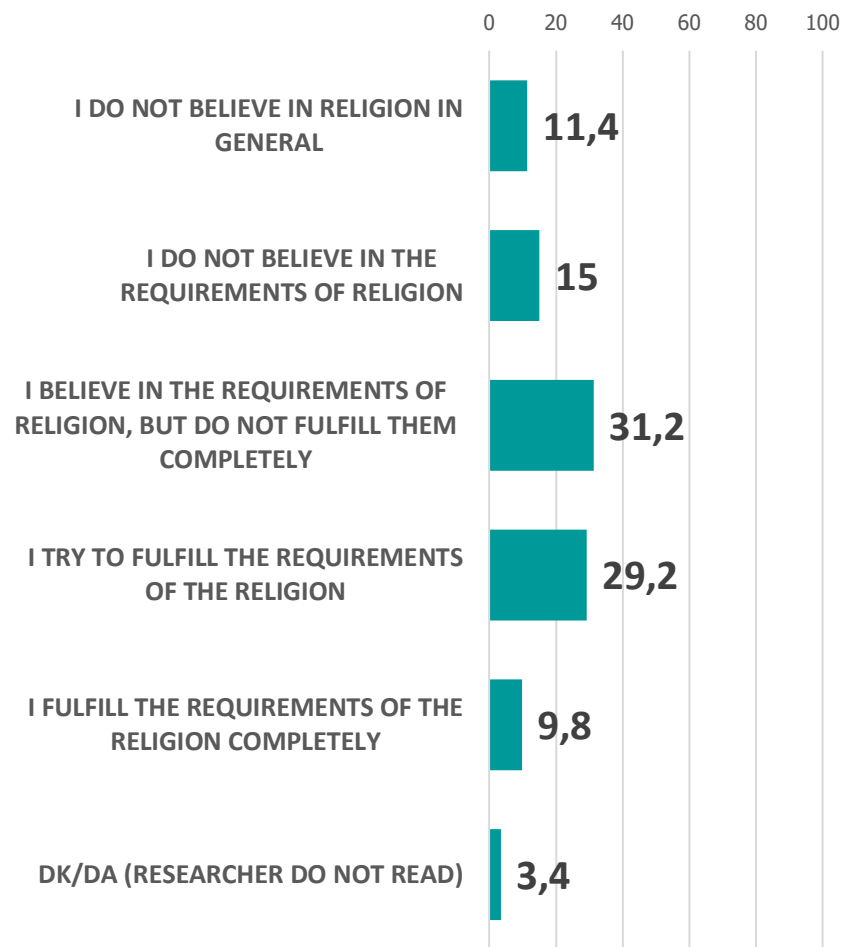 0 20 40 60 80 100
I DO NOT BELIEVE IN RELIGION IN
GENERAL
11,4
I DO NOT BELIEVE IN THE
REQUIREMENTS OF RELIGION
15
I BELIEVE IN THE REQUIREMENTS OF
RELIGION, BUT DO NOT FULFILL THEM
COMPLETELY
31,2
I TRY TO FULFILL THE REQUIREMENTS
OF THE RELIGION
29,2
I FULFILL THE REQUIREMENTS OF THE
RELIGION COMPLETELY
9,8
DK/DA (RESEARCHER DO NOT READ)
3,4